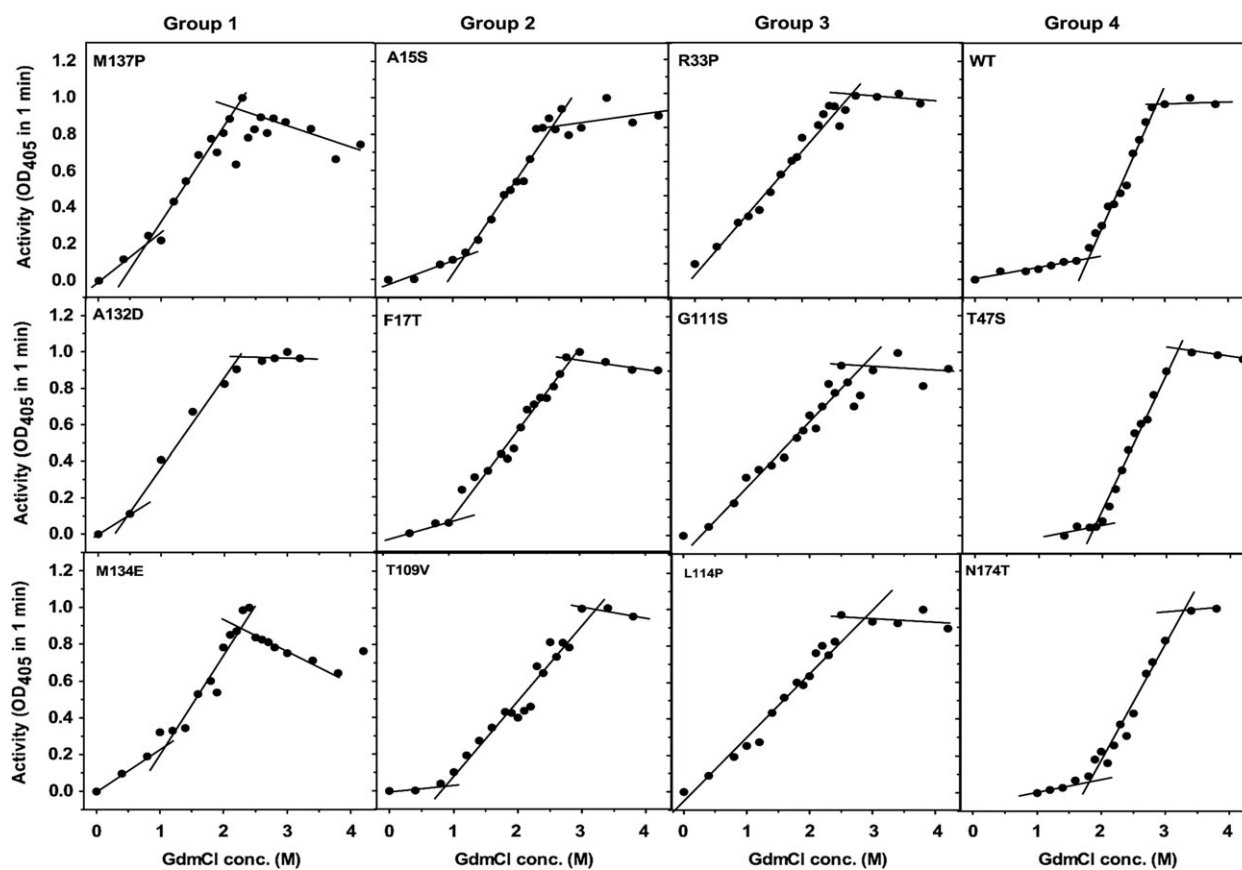 Group 1 Group 2 Group 3 Group 4
M137P A15S R33P WT
1.2
1.0
0.8
0.6
0.4
0.2
0.0
Activity (OD405 in 1 min)
A132D F17T G111S T47S
1.2
1.0
0.8
0.6
0.4
0.2
0.0
Activity (OD405 in 1 min)
M134E T109V L114P N174T
1.2
1.0
0.8
0.6
0.4
0.2
0.0
Activity (OD405 in 1 min)
0 1 2 3 4 0 1 2 3 4 0 1 2 3 4 0 1 2 3 4
GdmCl conc. (M) GdmCl conc. (M) GdmCl conc. (M) GdmCl conc. (M)